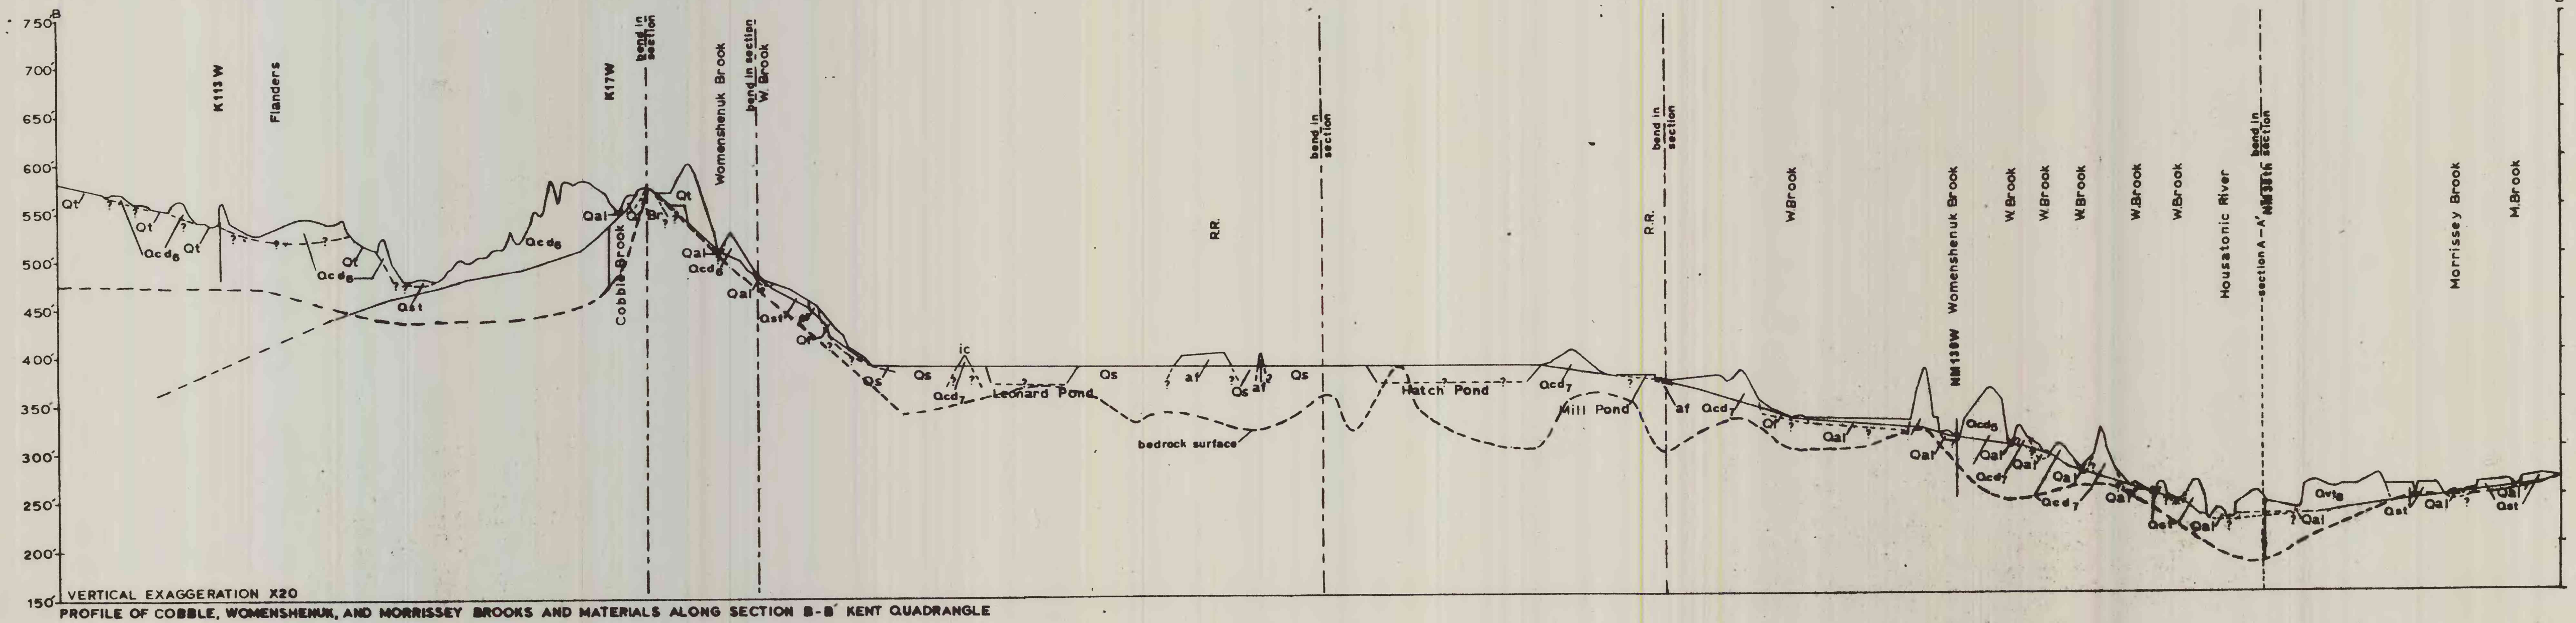 B
750'
700'
650'
600'
550'
500'
450'
400'
350'
300'
250'
200'
150'
K113W
Flanders
K17W
bend in
section
Womenshenuk Brook
bend in section
W. Brook
R.R.
bend in
section
R.R.
bend in
section
W.Brook
NM138W
Womenshenuk Brook
W.Brook
W.Brook
W.Brook
W.Brook
W.Brook
Housatonic River
bend in
section
section A-A'
Morrissey Brook
M.Brook
Qt
?
Qt
Qcd6
?
Qt
?
?
?
Qcd6
Qt
?
Qst
Qcd6
Qal
Cobble Brook
Br
?
Qt
Qal
Qcd6
Qal
Qst
?
Qf
?
?
Qs
Qs
ic
?
?
Qcd7
?
?
Leonard Pond
Qs
?
af
?
Qs
af
?
Qs
bedrock surface
?
?
Hatch Pond
Qcd7
?
Mill Pond
af
Qcd7
Qf
?
Qal
?
Qal
Qcd6
Qal
Qcd7
Qal
?
Qal
Qcd7
?
Qal
Qst
Qal
?
?
Qal
Qvt8
Qst
Qal
?
Qal
Qst
VERTICAL EXAGGERATION X20
PROFILE OF COBBLE, WOMENSHENUK, AND MORRISSEY BROOKS AND MATERIALS ALONG SECTION B-B' KENT QUADRANGLE